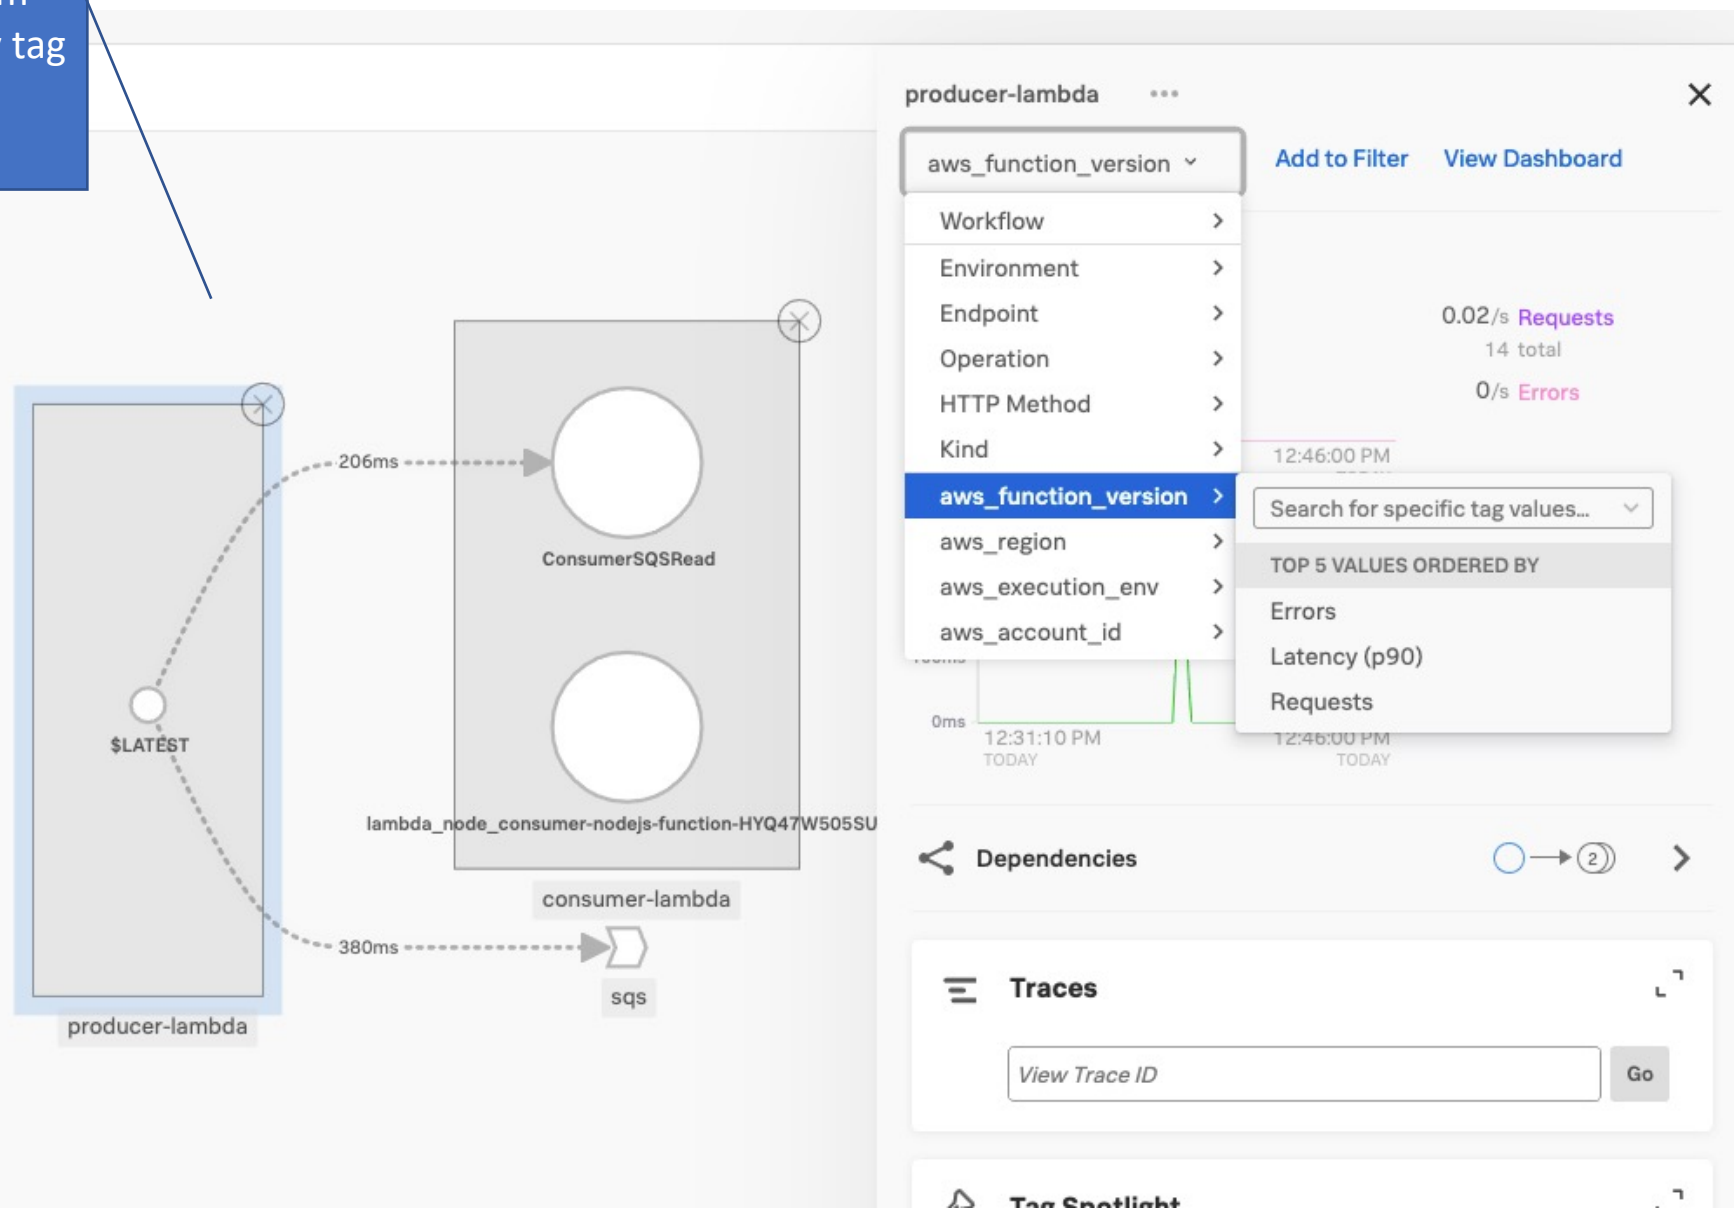 tag
producer-lambda
aws_function_version
Add to Filter
View Dashboard
Workflow
Environment
Endpoint
Operation
HTTP Method
Kind
aws_function_version
aws_region
aws_execution_env
aws_account_id
Search for specific tag values...
TOP 5 VALUES ORDERED BY
Errors
Latency (p90)
Requests
0.02/s Requests
14 total
0/s Errors
12:46:00 PM
0ms
12:31:10 PM
TODAY
12:46:00 PM
TODAY
206ms
ConsumerSQSRead
$LATEST
lambda_node_consumer-nodejs-function-HYQ47W505SU
consumer-lambda
380ms
sqs
producer-lambda
Dependencies
2
Traces
View Trace ID
Go
Tag Spotlight